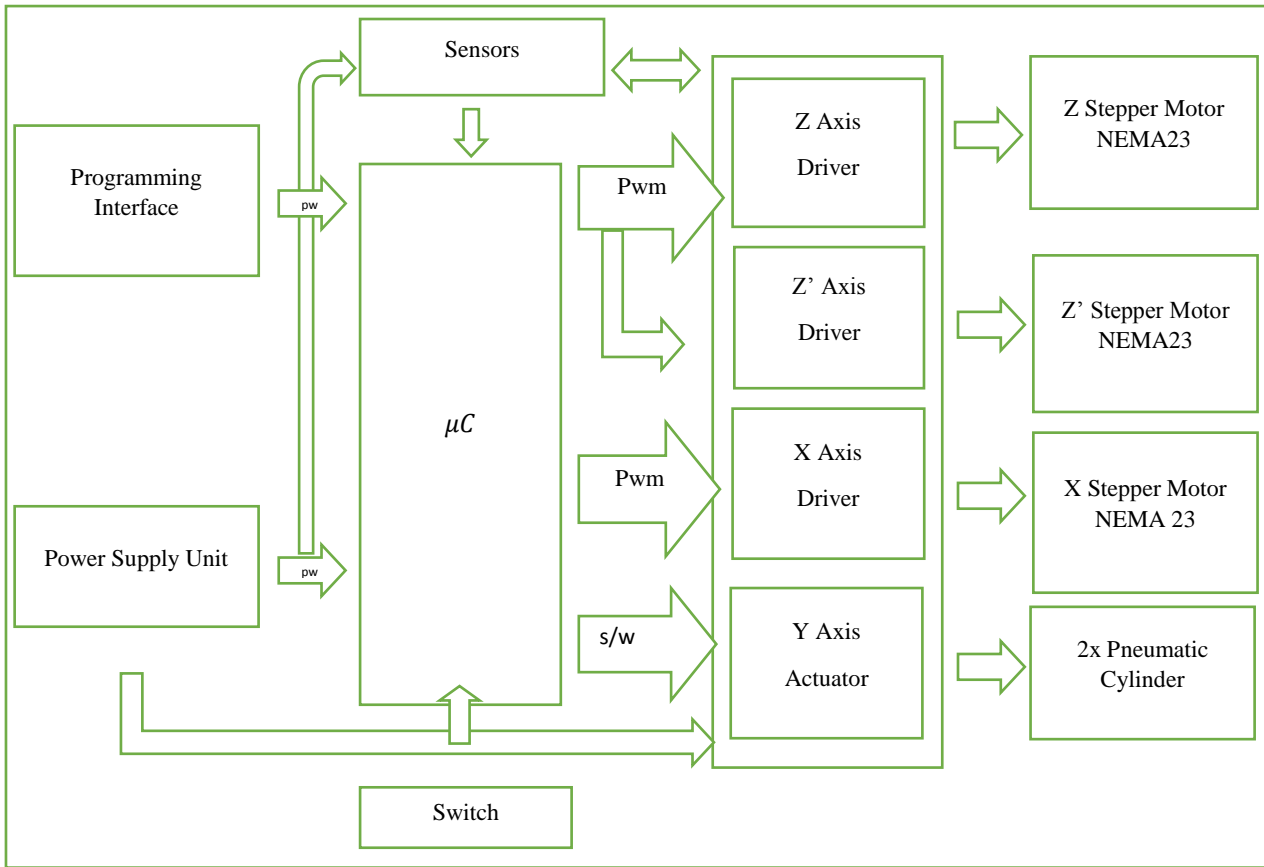 Sensors
Programming
Interface
pw
Power Supply Unit
pw
μC
Switch
Pwm
Pwm
s/w
Z Axis
Driver
Z’ Axis
Driver
X Axis
Driver
Y Axis
Actuator
Z Stepper Motor
NEMA23
Z’ Stepper Motor
NEMA23
X Stepper Motor
NEMA 23
2x Pneumatic
Cylinder